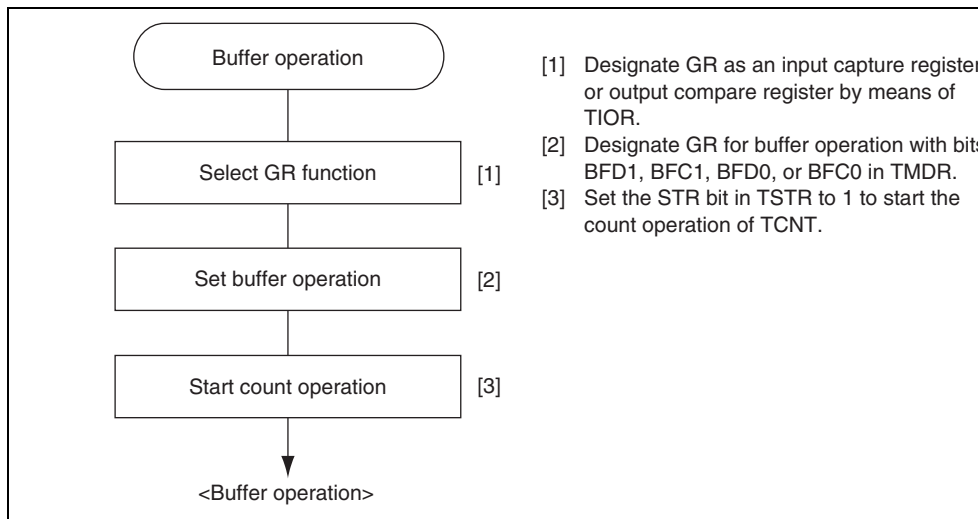 Buffer operation
Select GR function
[1]
Set buffer operation
[2]
Start count operation
[3]
<Buffer operation>
[1] Designate GR as an input capture register
or output compare register by means of
TIOR.
[2] Designate GR for buffer operation with bits
BFD1, BFC1, BFD0, or BFC0 in TMDR.
[3] Set the STR bit in TSTR to 1 to start the
count operation of TCNT.